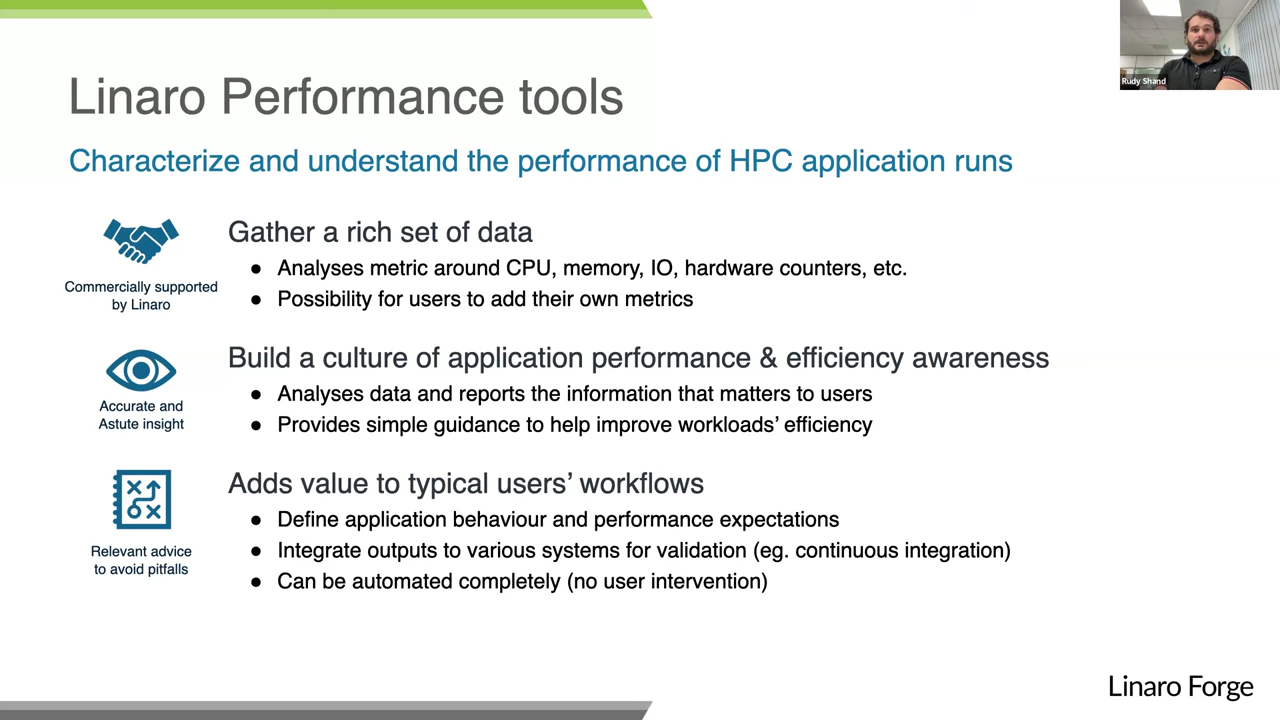 Rudy Shand
Linaro Performance tools
Characterize and understand the performance of HPC application runs
Commercially supported
by Linaro
Gather a rich set of data
● Analyses metric around CPU, memory, IO, hardware counters, etc.
● Possibility for users to add their own metrics
Accurate and
Astute insight
Build a culture of application performance & efficiency awareness
● Analyses data and reports the information that matters to users
● Provides simple guidance to help improve workloads’ efficiency
Relevant advice
to avoid pitfalls
Adds value to typical users’ workflows
● Define application behaviour and performance expectations
● Integrate outputs to various systems for validation (eg. continuous integration)
● Can be automated completely (no user intervention)
Linaro Forge